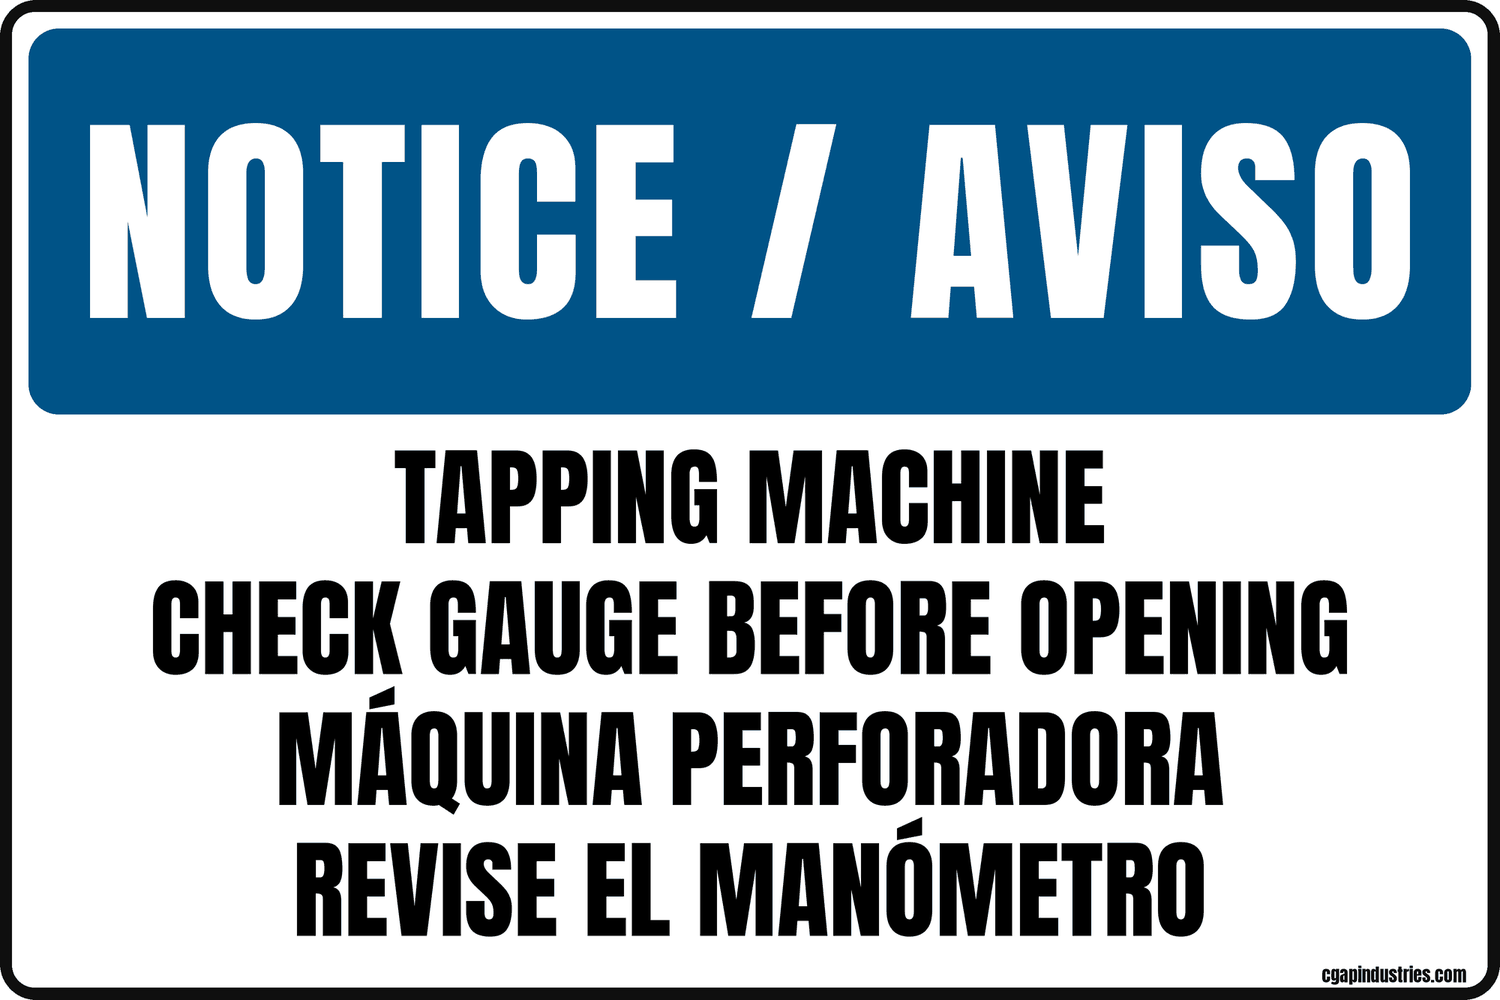 NOTICE / AVISO
TAPPING MACHINE
CHECK GAUGE BEFORE OPENING
MÁQUINA PERFORADORA
REVISE EL MANÓMETRO
cgapindustries.com